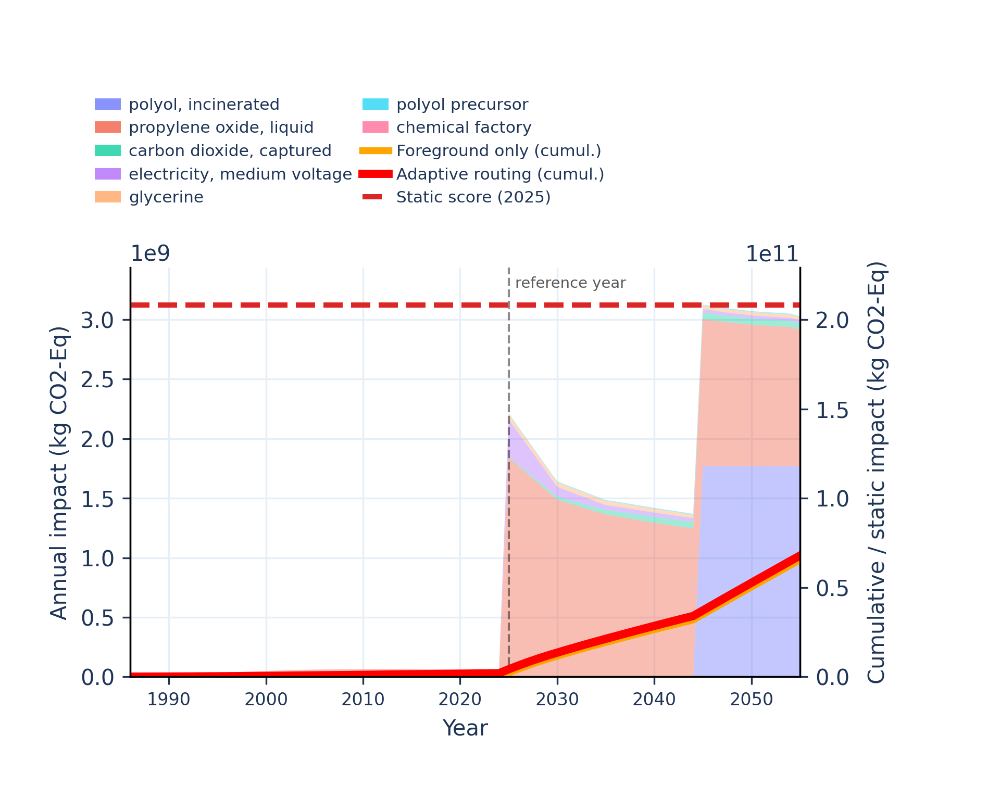 polyol, incinerated
propylene oxide, liquid
carbon dioxide, captured
electricity, medium voltage
glycerine
polyol precursor
chemical factory
Foreground only (cumul.)
Adaptive routing (cumul.)
Static score (2025)
1e9
1e11
reference year
3.0
2.5
2.0
1.5
1.0
0.5
0.0
Annual impact (kg CO2-Eq)
2.0
1.5
1.0
0.5
0.0
Cumulative / static impact (kg CO2-Eq)
1990 2000 2010 2020 2030 2040 2050
Year